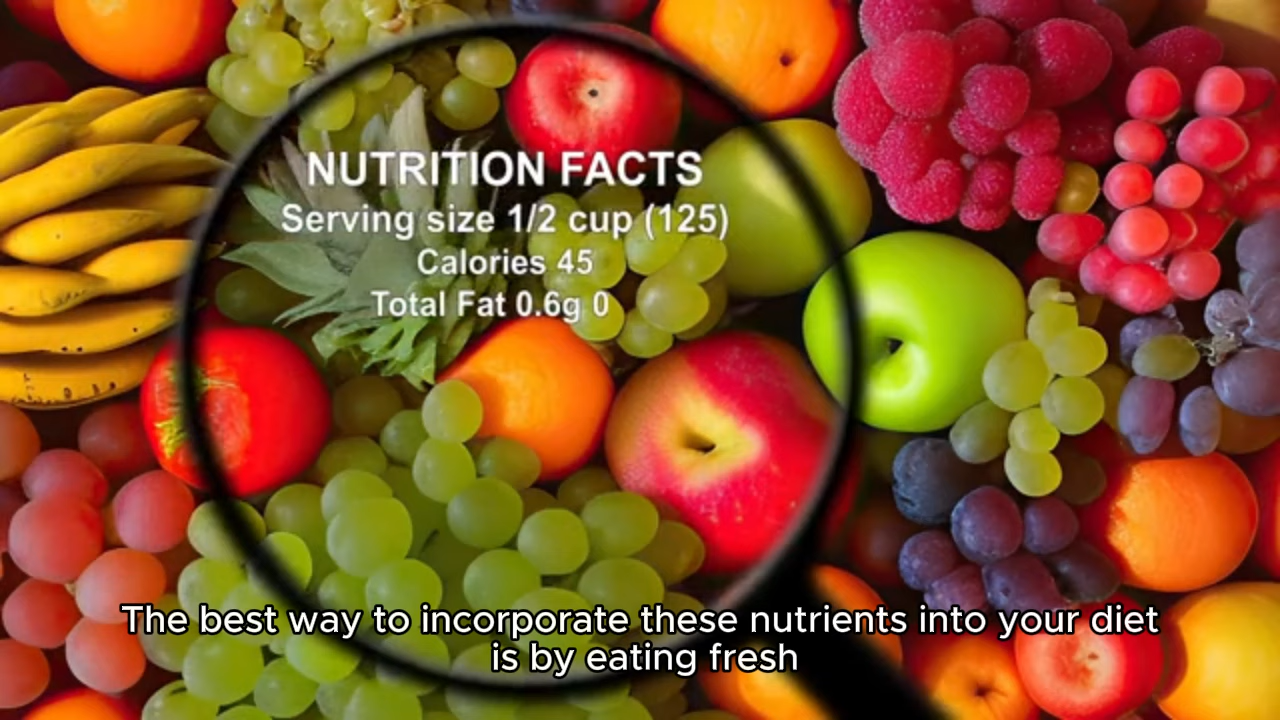 NUTRITION FACTS
Serving size 1/2 cup (125)
Calories 45
Total Fat 0.6g 0
The best way to incorporate these nutrients into your diet
is by eating fresh